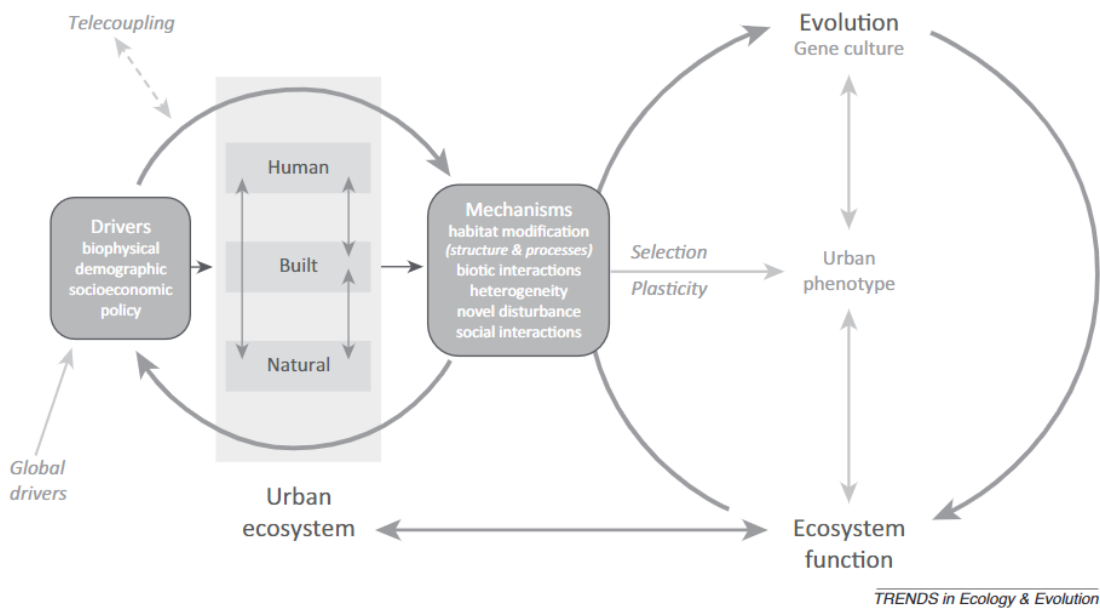 Telecoupling
Evolution
Gene culture
Human
Drivers
biophysical
demographic
socioeconomic
policy
Built
Natural
Mechanisms
habitat modification
(structure & processes)
biotic interactions
heterogeneity
novel disturbance
social interactions
Selection
Plasticity
Urban
phenotype
Global
drivers
Urban
ecosystem
Ecosystem
function
TRENDS in Ecology & Evolution